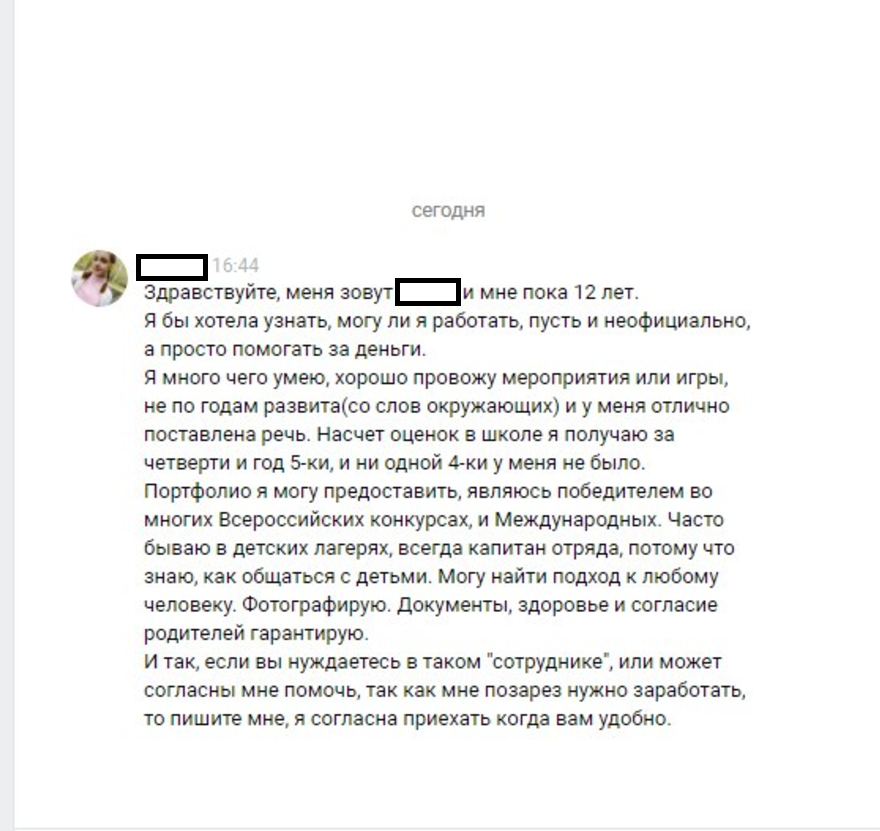 сегодня
16:44
Здравствуйте, меня зовут и мне пока 12 лет.
Я бы хотела узнать, могу ли я работать, пусть и неофициально,
а просто помогать за деньги.
Я много чего умею, хорошо провожу мероприятия или игры,
не по годам развита(со слов окружающих) и у меня отлично
поставлена речь. Насчет оценок в школе я получаю за
четверти и год 5-ки, и ни одной 4-ки у меня не было.
Портфолио я могу предоставить, являюсь победителем во
многих Всероссийских конкурсах, и Международных. Часто
бываю в детских лагерях, всегда капитан отряда, потому что
знаю, как общаться с детьми. Могу найти подход к любому
человеку. Фотографирую. Документы, здоровье и согласие
родителей гарантирую.
И так, если вы нуждаетесь в таком "сотруднике", или может
согласны мне помочь, так как мне позарез нужно заработать,
то пишите мне, я согласна приехать когда вам удобно.